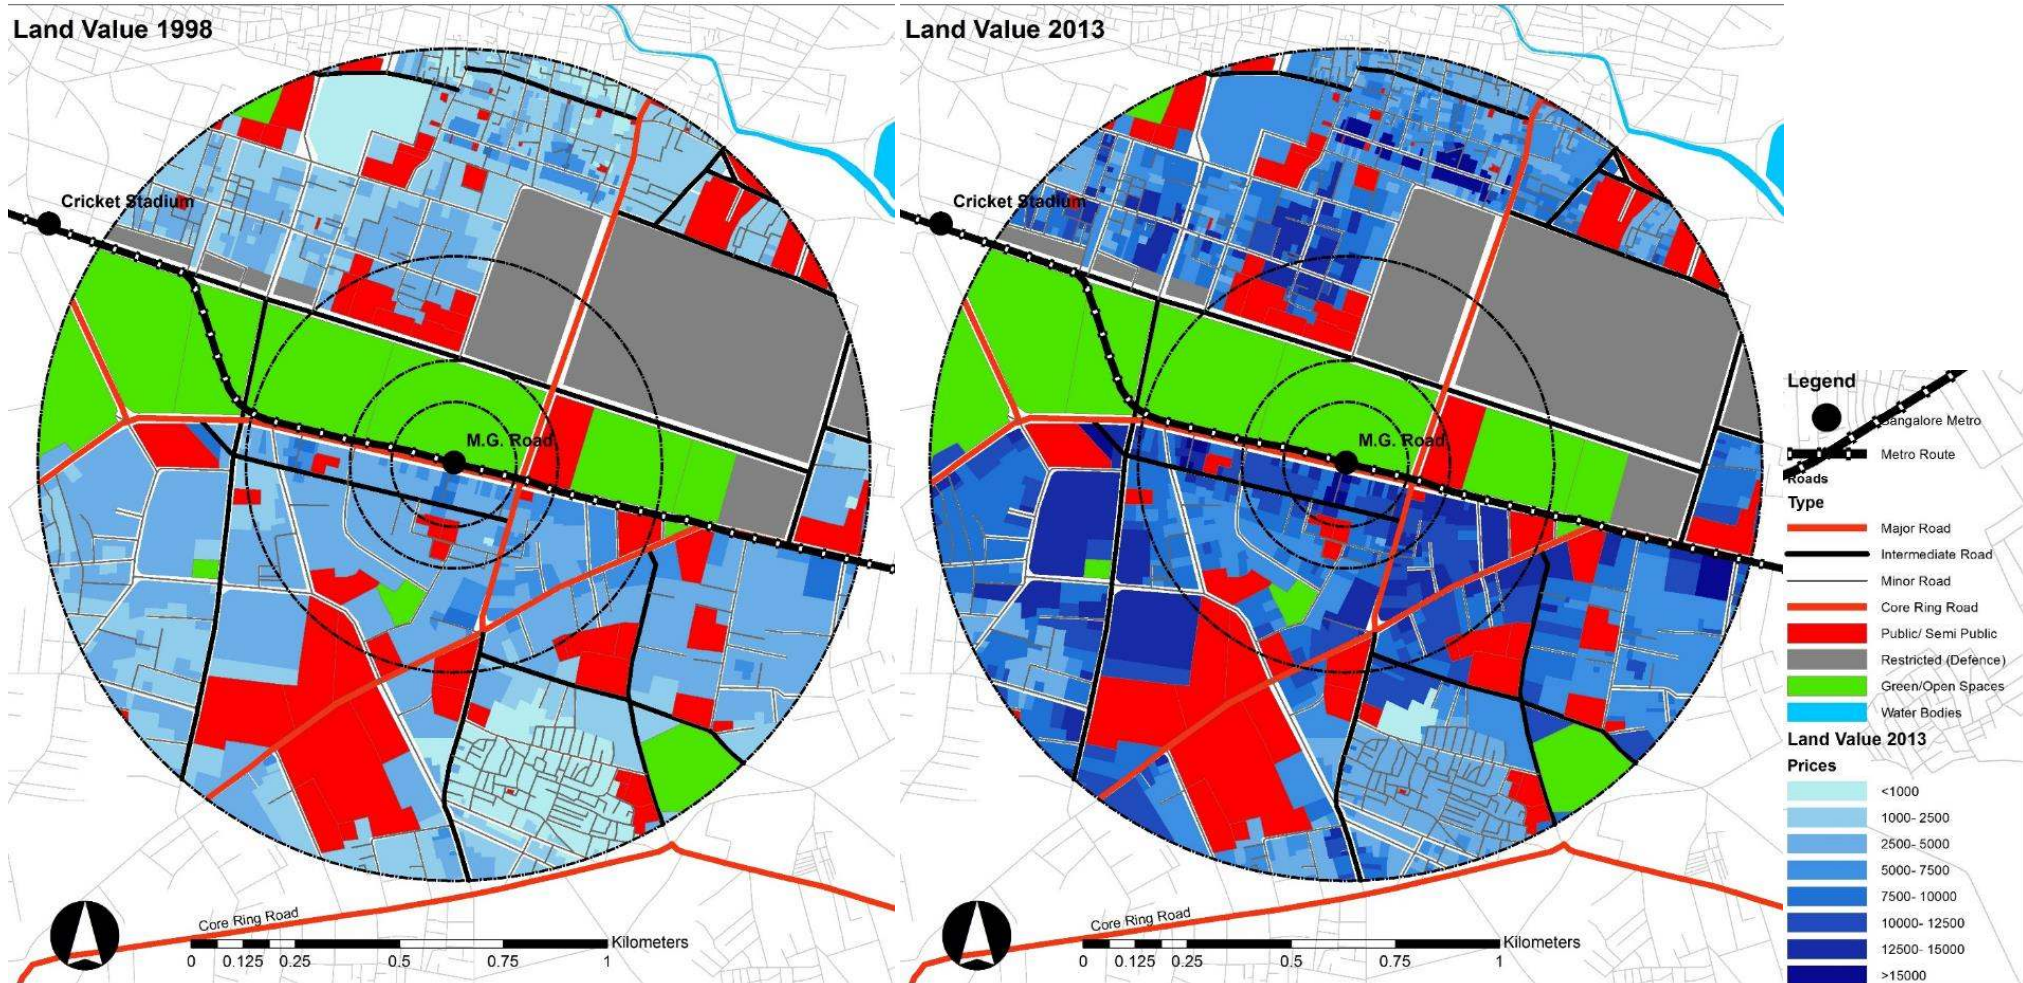 Land Value 1998
Cricket Stadium
M.G. Road
Core Ring Road
Kilometers
0 0.125 0.25 0.5 0.75 1
Land Value 2013
Cricket Stadium
M.G. Road
Core Ring Road
Kilometers
0 0.125 0.25 0.5 0.75 1
Legend
Bangalore Metro
Metro Route
Roads
Type
Major Road
Intermediate Road
Minor Road
Core Ring Road
Public/ Semi Public
Restricted (Defence)
Green/Open Spaces
Water Bodies
Land Value 2013
Prices
<1000
1000- 2500
2500- 5000
5000- 7500
7500- 10000
10000- 12500
12500- 15000
>15000